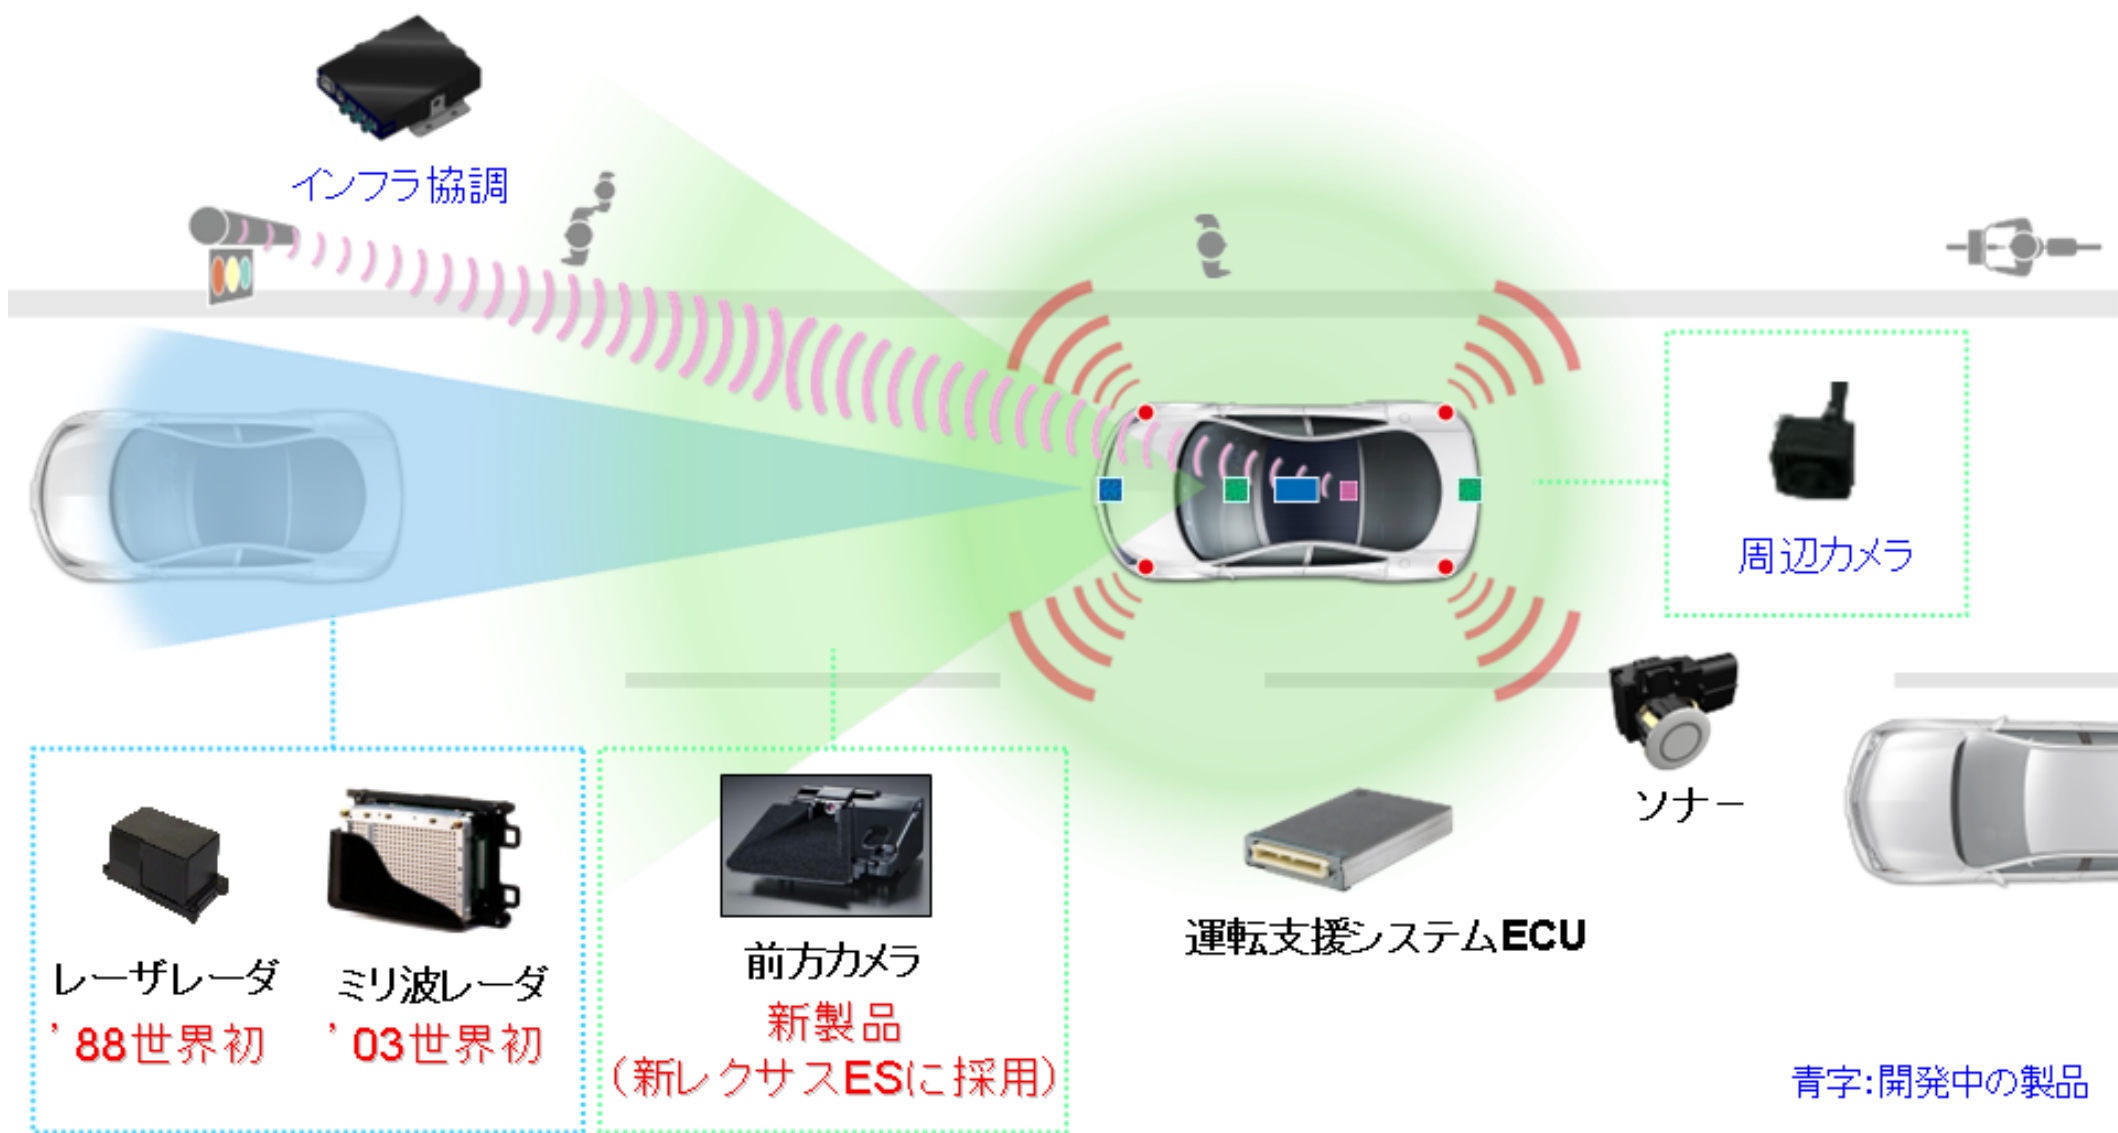 インフラ協調
周辺カメラ
ソナー
レーザレーダ
'88世界初
ミリ波レーダ
'03世界初
前方カメラ
新製品
(新レクサスESに採用)
運転支援システムECU
青字:開発中の製品